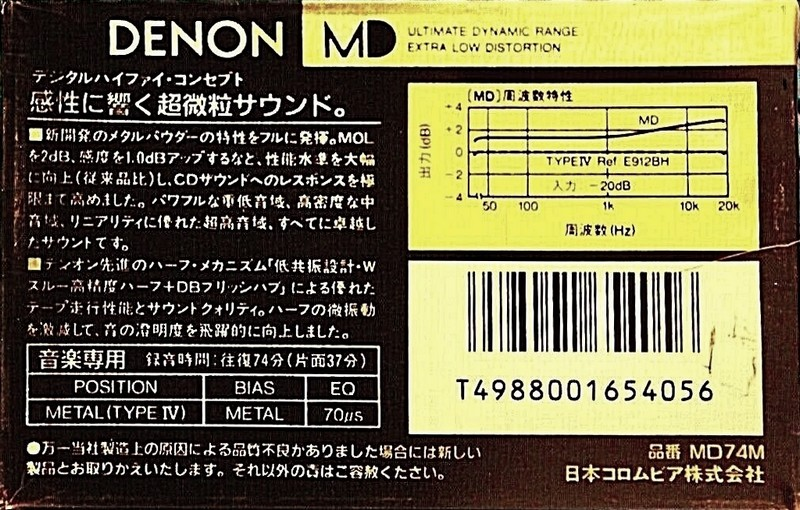 DENON MD ULTIMATE DYNAMIC RANGE
EXTRA LOW DISTORTION
デジタルハイファイ・コンセプト
感性に響く超微粒サウンド。
■新開発のメタルパウダーの特性をフルに発揮。MOL
を2dB、感度を1.0dBアップするなど、性能水準を大幅
に向上(従来品比)し、CDサウンドへのレスポンスを極
限まで高めました。パワフルな重低音域、高密度な中
音域、リニアリティに優れた超高音域、すべてに卓越し
たサウンドです。
■デンオン先進のハーフ・メカニズム「低共振設計・W
スルー高精度ハーフ+DBフリッジハブ」による優れた
テープ走行性能とサウンドクォリティ。ハーフの微振動
を激減して、音の澄明度を飛躍的に向上しました。
音楽専用 録音時間:往復74分(片面37分)
POSITION BIAS EQ
METAL(TYPE IV) METAL 70μs
●万一当社製造上の原因による品質不良がありました場合には新しい
製品とお取りかえいたします。それ以外の責はご容赦ください。
[MD]周波数特性
出力(dB)
+4
+2
0
-2
-4
MD
TYPE IV Ref E912BH
入力 -20dB
50 100 1k 10k 20k
周波数(Hz)
T4988001654056
品番 MD74M
日本コロムビア株式会社